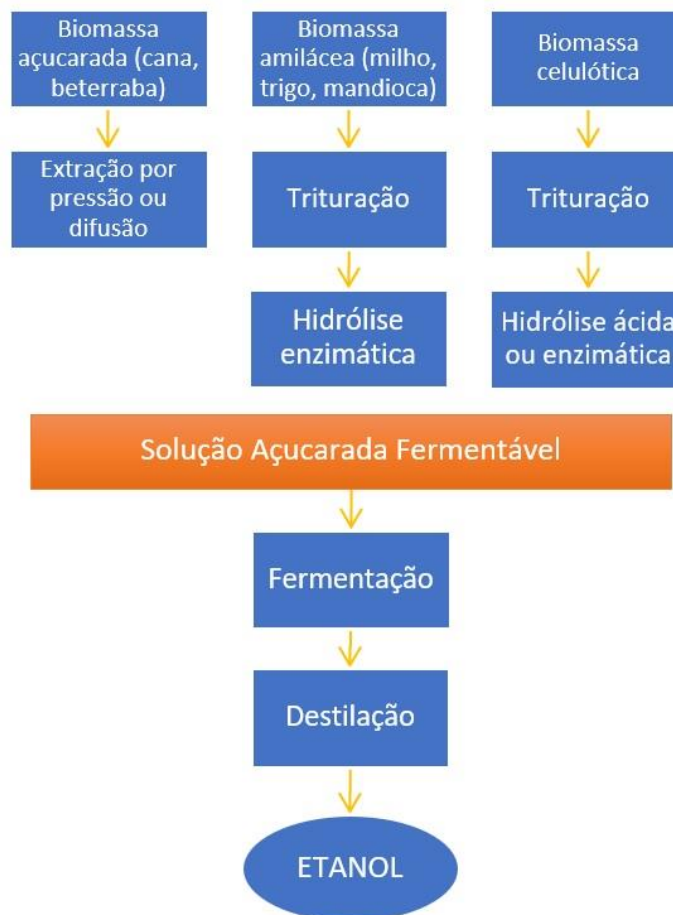 Biomassa
açucarada (cana,
beterraba)
Biomassa
amilácea (milho,
trigo, mandioca)
Biomassa
celulótica
Extração por
pressão ou
difusão
Trituração
Trituração
Hidrólise
enzimática
Hidrólise ácida
ou enzimática
Solução Açucarada Fermentável
Fermentação
Destilação
ETANOL